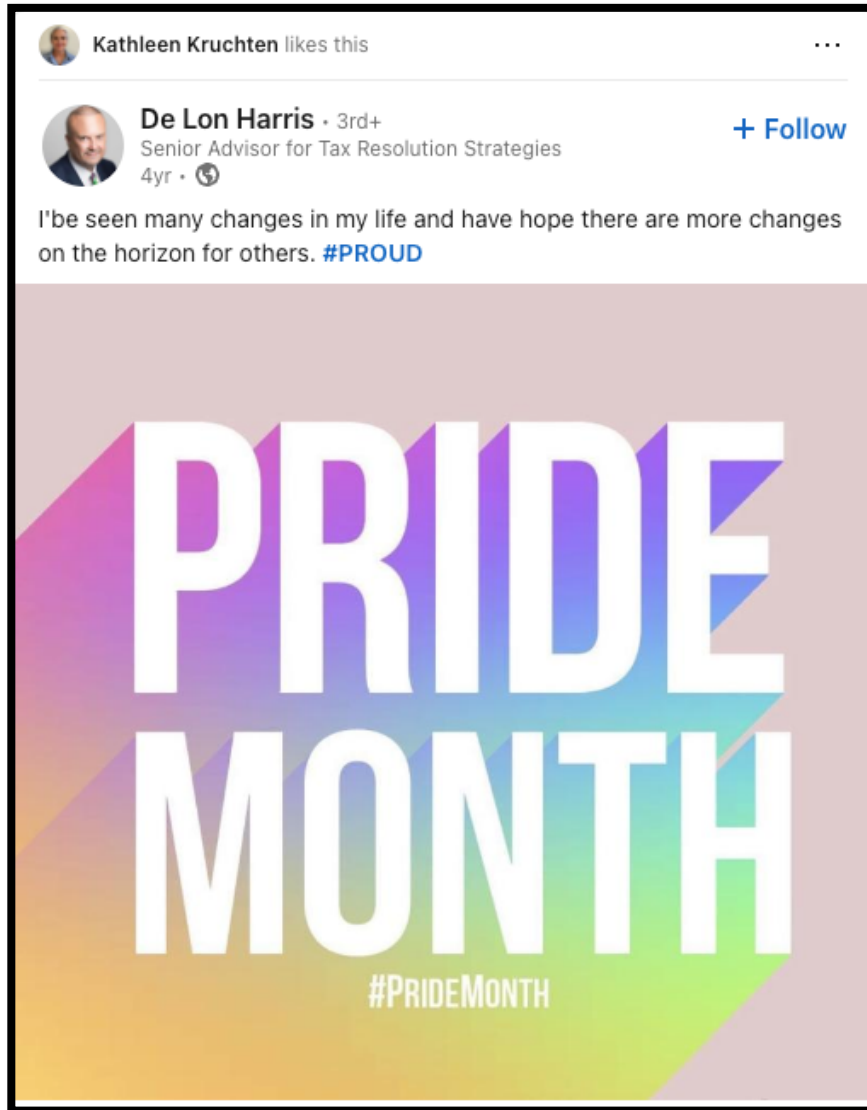 Kathleen Kruchten likes this
De Lon Harris • 3rd+
+ Follow
Senior Advisor for Tax Resolution Strategies
4yr •
I'be seen many changes in my life and have hope there are more changes
on the horizon for others. #PROUD
PRIDE
MONTH
#PRIDEMONTH